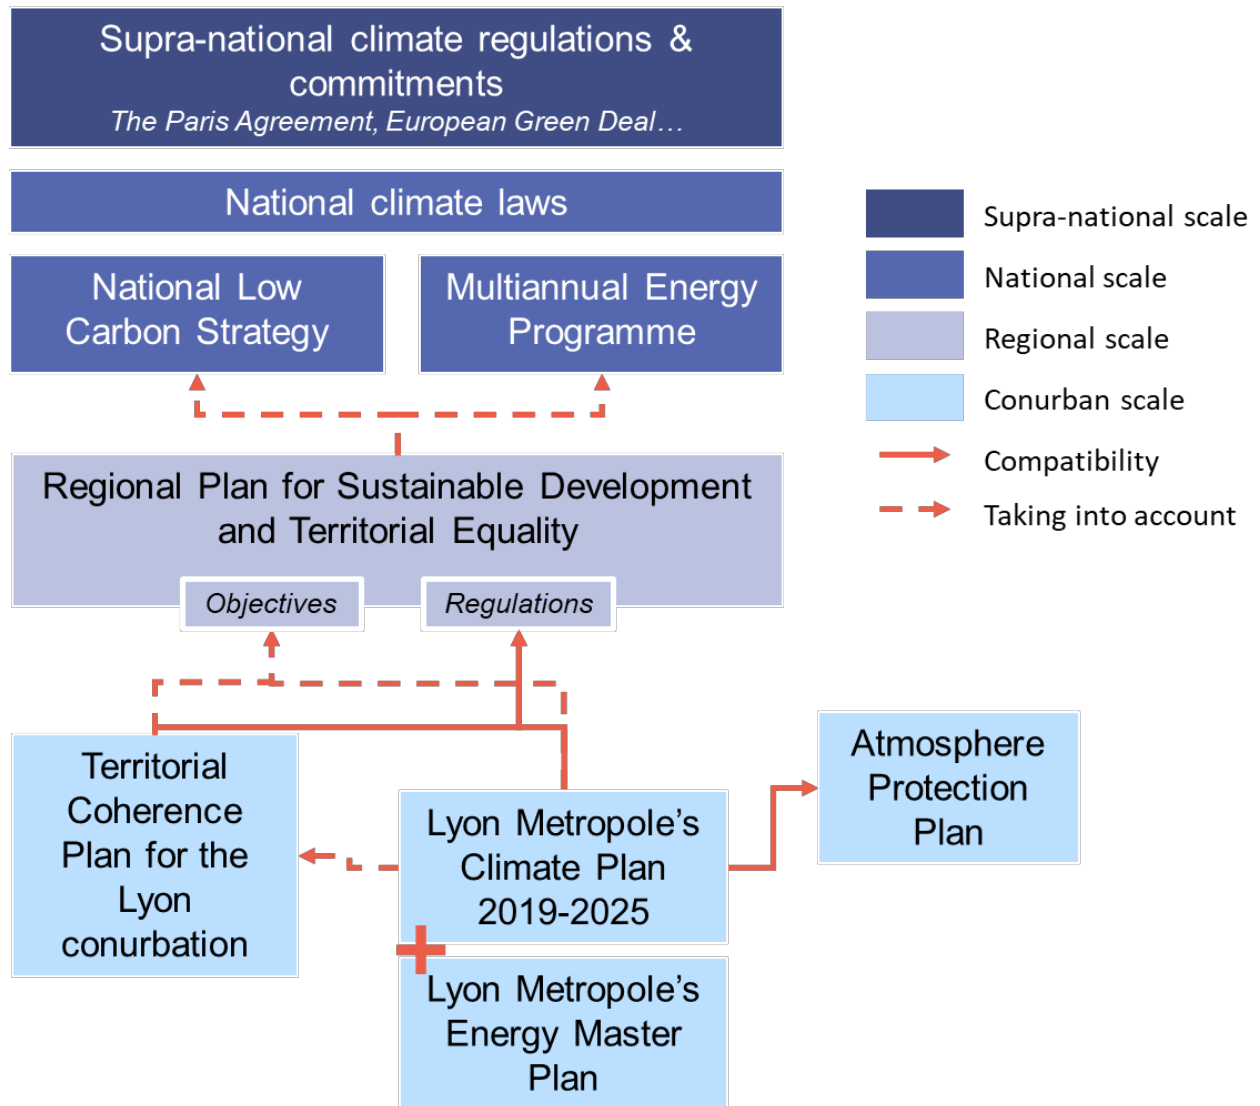 Supra-national climate regulations &
commitments
The Paris Agreement, European Green Deal…
National climate laws
National Low
Carbon Strategy
Multiannual Energy
Programme
Regional Plan for Sustainable Development
and Territorial Equality
Objectives
Regulations
Territorial
Coherence
Plan for the
Lyon
conurbation
Lyon Metropole's
Climate Plan
2019-2025
Lyon Metropole's
Energy Master
Plan
Atmosphere
Protection
Plan
Supra-national scale
National scale
Regional scale
Conurban scale
Compatibility
Taking into account